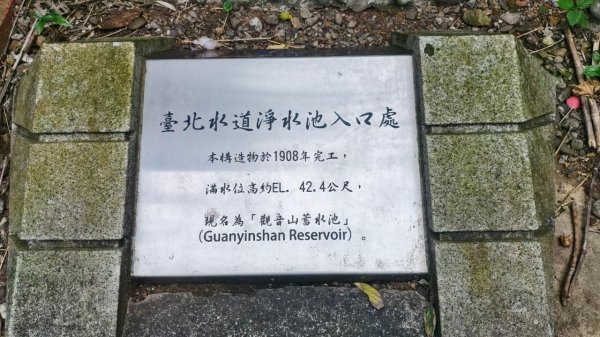 臺北水道淨水池入口處
本構造物於1908年完工，
滿水位高約EL. 42.4公尺，
現名為「觀音山蓄水池」
（Guanyinshan Reservoir）。